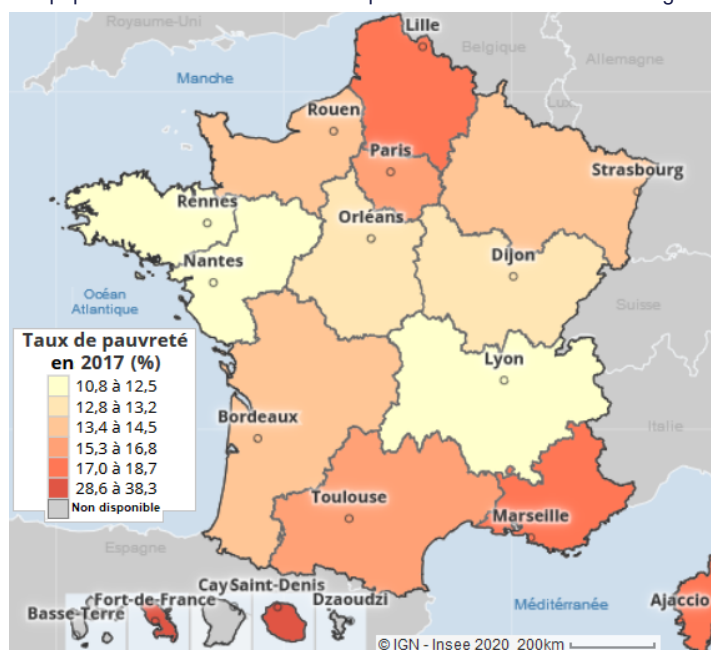 Royaume-Uni
Lille
Belgique
Allemagne
Manche
Lux.
Rouen
Paris
Strasbourg
Rennes
Orléans
Nantes
Dijon
Océan
Atlantique
Suisse
Taux de pauvreté
en 2017 (%)
10,8 à 12,5
12,8 à 13,2
13,4 à 14,5
15,3 à 16,8
17,0 à 18,7
28,6 à 38,3
Non disponible
Lyon
Italie
Bordeaux
Toulouse
Marseille
Espagne
Basse-Terre
Fort-de-France
Cay
Saint-Denis
Dzaoudzi
Méditérranée
Ajaccio
© IGN - Insee 2020 200km